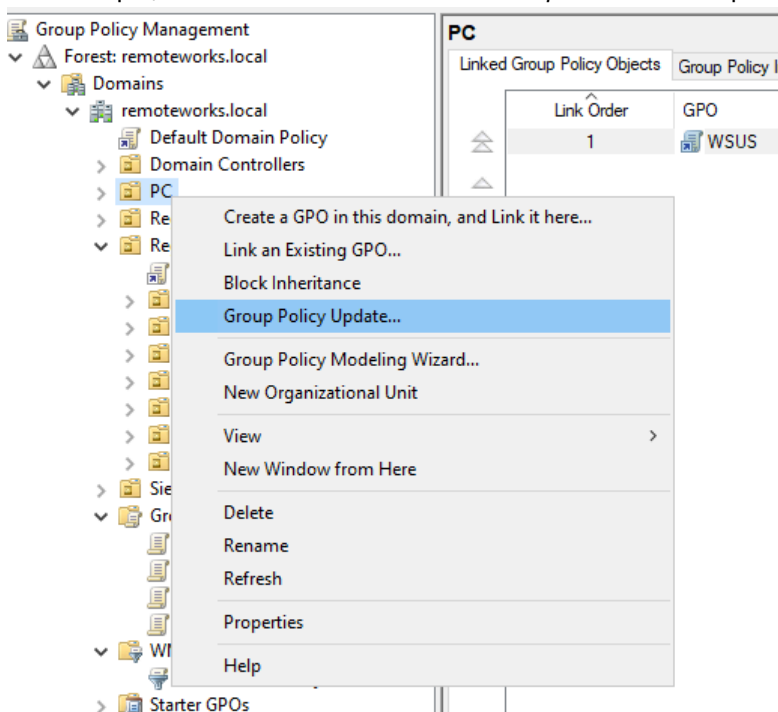 Group Policy Management
Forest: remoteworks.local
Domains
remoteworks.local
Default Domain Policy
Domain Controllers
PC
Re
Re
Sie
Gr
WM
Starter GPOs
PC
Linked Group Policy Objects
Group Policy I
Link Order
GPO
1
WSUS
Create a GPO in this domain, and Link it here...
Link an Existing GPO...
Block Inheritance
Group Policy Update...
Group Policy Modeling Wizard...
New Organizational Unit
View
New Window from Here
Delete
Rename
Refresh
Properties
Help